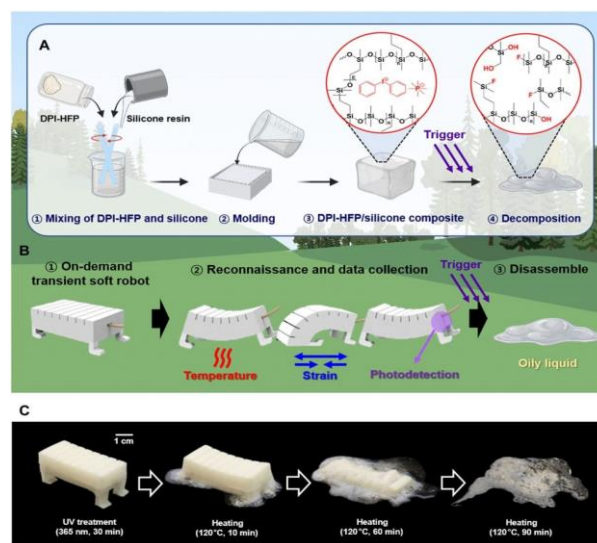 A
DPI-HFP
Silicone resin
Trigger
① Mixing of DPI-HFP and silicone
② Molding
③ DPI-HFP/silicone composite
④ Decomposition
B
① On-demand
transient soft robot
② Reconnaissance and data collection
Trigger
③ Disassemble
Temperature
Strain
Photodetection
Oily liquid
C
1 cm
UV treatment
(365 nm, 30 min)
Heating
(120°C, 10 min)
Heating
(120°C, 60 min)
Heating
(120°C, 90 min)